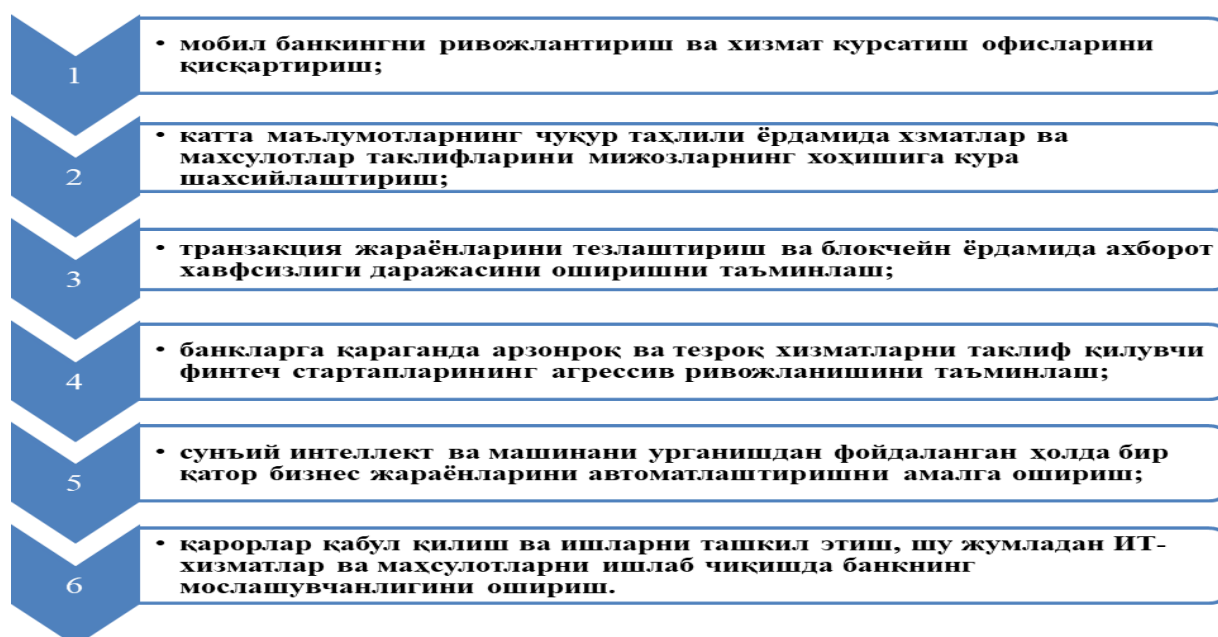 1
• мобил банкингни ривожлантириш ва хизмат курсатиш офисларини
қисқартириш;
2
• катта маълумотларнинг чуқур таҳлили ёрдамида хзматлар ва
махсулотлар таклифларини мижозларнинг хоҳишига кура
шахсийлаштириш;
3
• транзакция жараёнларини тезлаштириш ва блокчейн ёрдамида ахборот
хавфсизлиги даражасини оширишни таъминлаш;
4
• банкларга қараганда арзонроқ ва тезроқ хизматларни таклиф қилувчи
финтеч стартапларининг агрессив ривожланишини таъминлаш;
5
• сунъий интеллект ва машинани урганишдан фойдаланган ҳолда бир
қатор бизнес жараёнларини автоматлаштиришни амалга ошириш;
6
• қарорлар қабул қилиш ва ишларни ташкил этиш, шу жумладан ИТ-
хизматлар ва маҳсулотларни ишлаб чиқишда банкнинг
мослашувчанлигини ошириш.